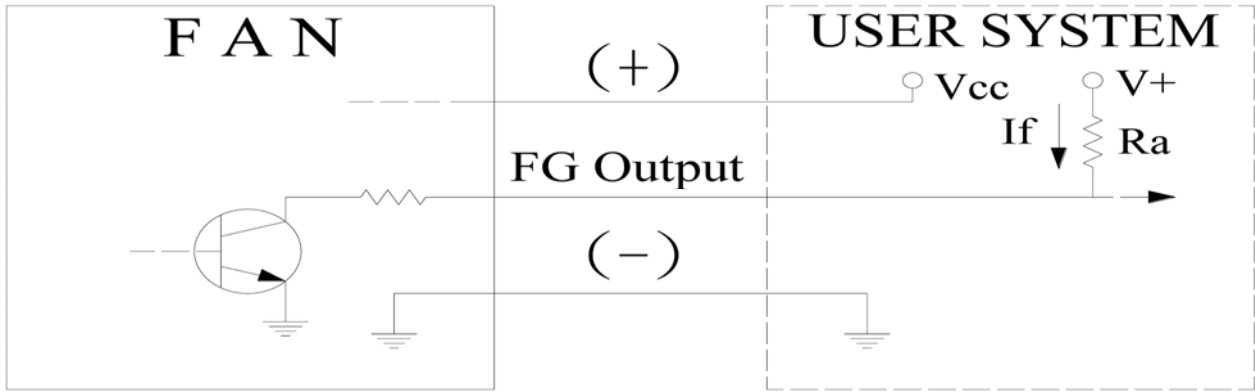 F A N
USER SYSTEM
(+)
Vcc
V+
If
Ra
FG Output
(-)